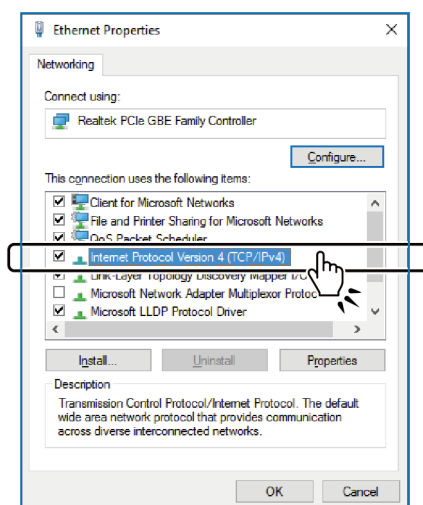 Ethernet Properties
Networking
Connect using:
Realtek PCIe GBE Family Controller
Configure...
This connection uses the following items:
Client for Microsoft Networks
File and Printer Sharing for Microsoft Networks
QoS Packet Scheduler
Internet Protocol Version 4 (TCP/IPv4)
Link-Layer Topology Discovery Mapper I/O
Microsoft Network Adapter Multiplexor Protoc
Microsoft LLDP Protocol Driver
Install... Uninstall Properties
Description
Transmission Control Protocol/Internet Protocol. The default
wide area network protocol that provides communication
across diverse interconnected networks.
OK Cancel